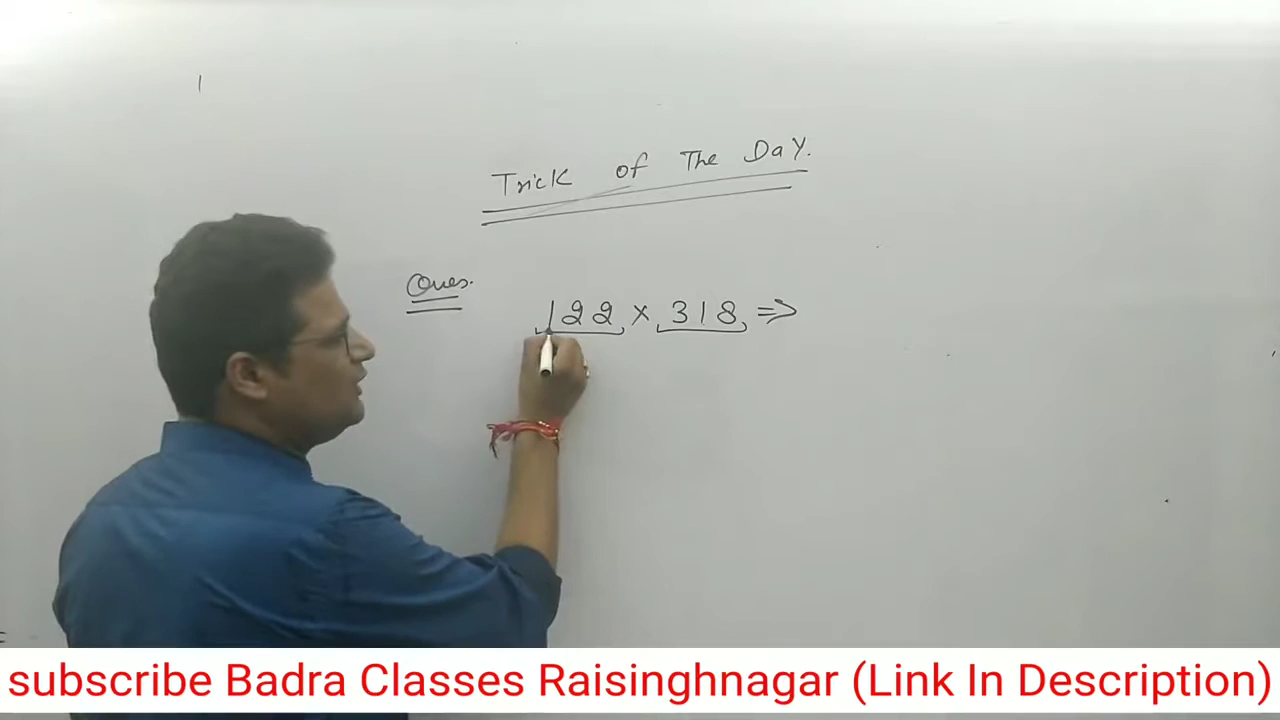 Trick of The DaY.
Ques. 122 × 318 ⇒
subscribe Badra Classes Raisinghnagar (Link In Description)